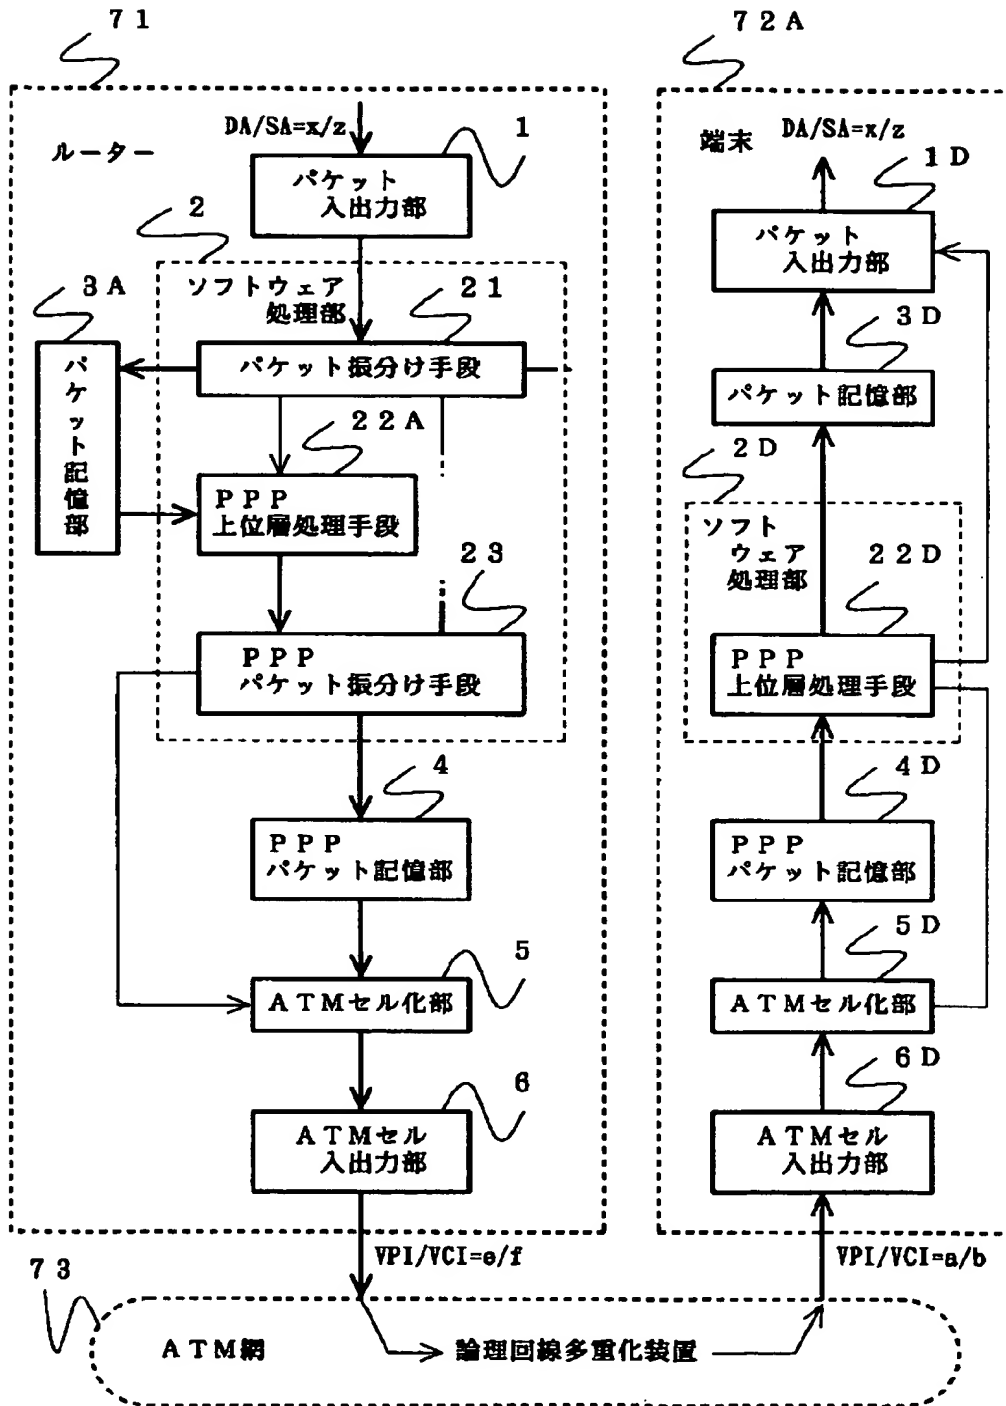 ７１
ルーター
DA/SA=x/z
１
パケット
入出力部
２
ソフトウェア
処理部
２１
３A
パケット記憶部
パケット振分け手段
２２A
PPP
上位層処理手段
２３
PPP
パケット振分け手段
４
PPP
パケット記憶部
５
ATMセル化部
６
ATMセル
入出力部
VPI/VCI=e/f
７２A
端末
DA/SA=x/z
１D
パケット
入出力部
３D
パケット記憶部
２D
ソフト
ウェア
処理部
２２D
PPP
上位層処理手段
４D
PPP
パケット記憶部
５D
ATMセル化部
６D
ATMセル
入出力部
VPI/VCI=a/b
７３
ATM網
論理回線多重化装置